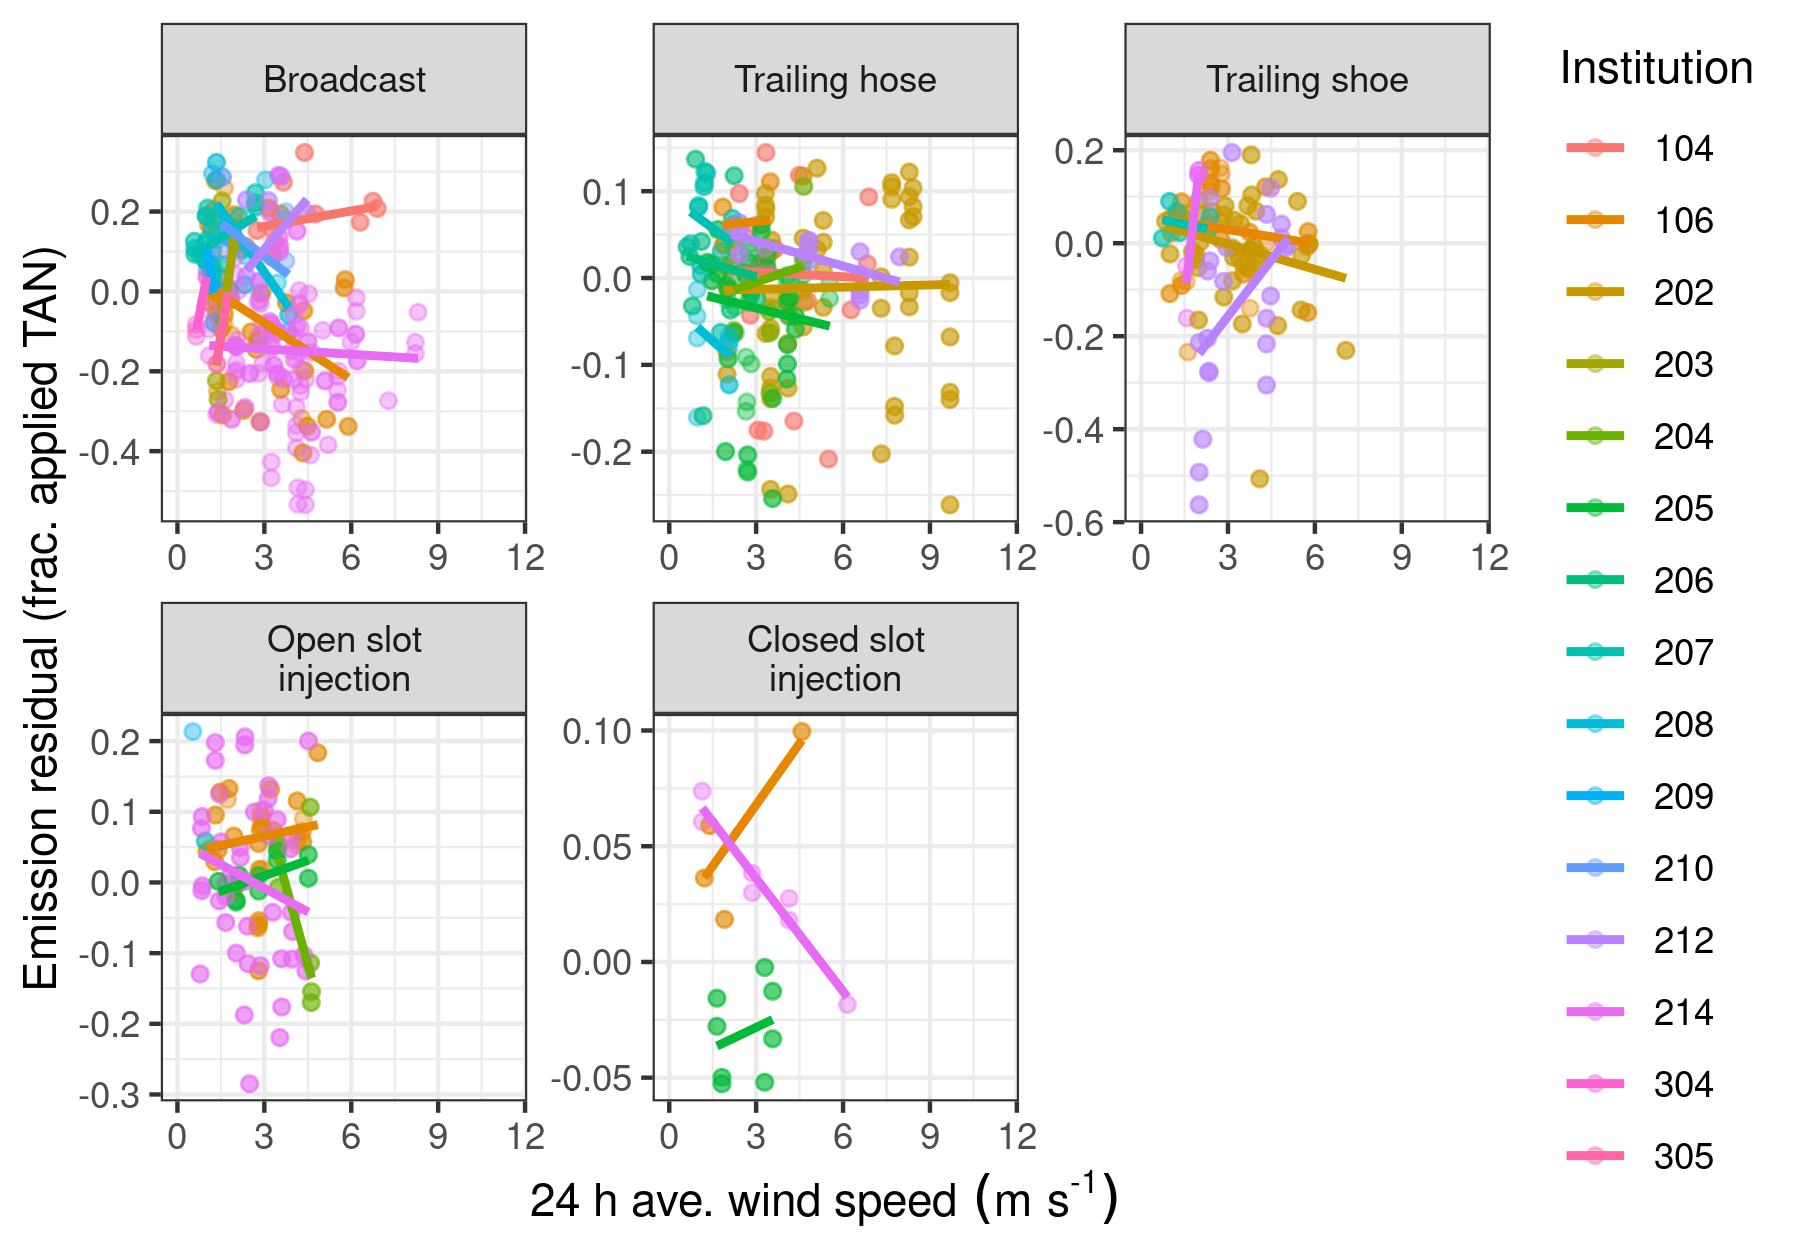 Broadcast
Trailing hose
Trailing shoe
Institution
104
106
202
203
204
205
206
207
208
209
210
212
214
304
305
0.2
0.0
-0.2
-0.4
0 3 6 9 12
0.1
0.0
-0.1
-0.2
0 3 6 9 12
0.2
0.0
-0.2
-0.4
-0.6
0 3 6 9 12
Open slot
injection
Closed slot
injection
0.2
0.1
0.0
-0.1
-0.2
-0.3
0 3 6 9 12
0.10
0.05
0.00
-0.05
0 3 6 9 12
Emission residual (frac. applied TAN)
24 h ave. wind speed (m s⁻¹)